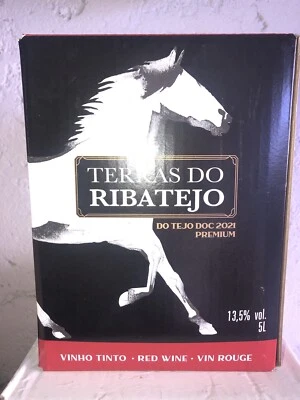 TERRAS DO
RIBATEJO
DO TEJO DOC 2021
PREMIUM
13,5% vol.
5L
VINHO TINTO · RED WINE · VIN ROUGE